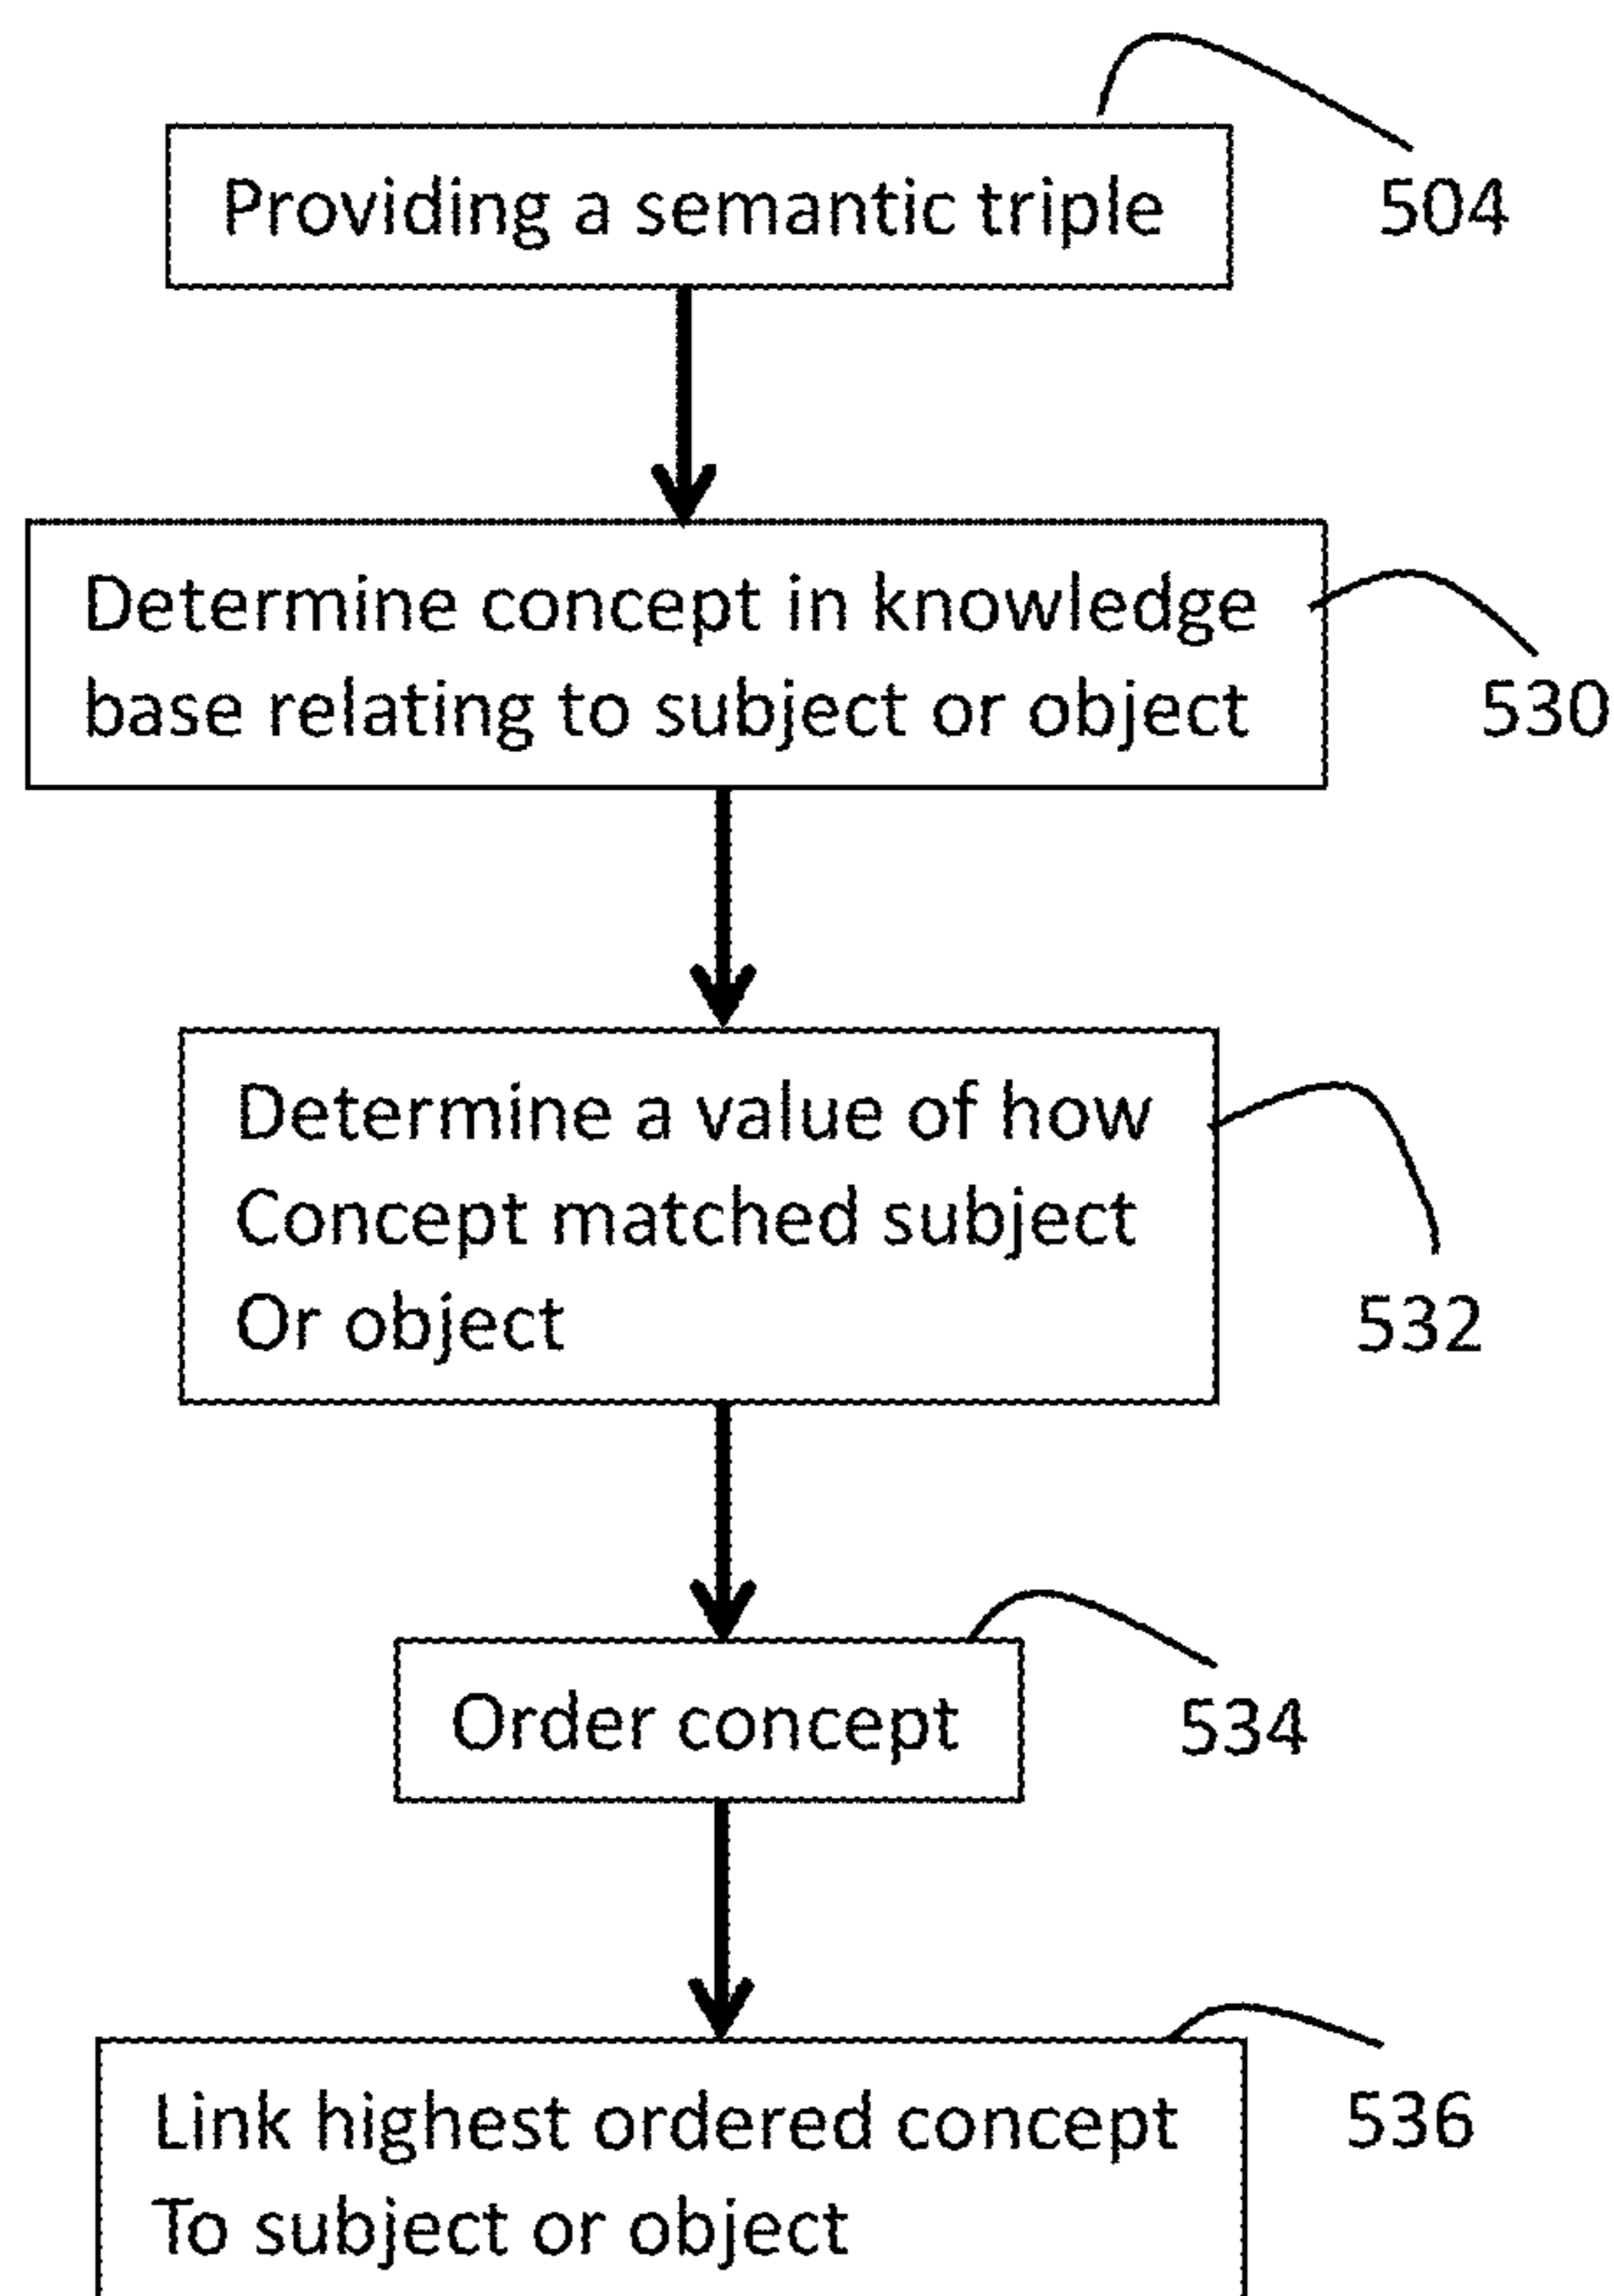 Providing a semantic triple
504
Determine concept in knowledge
base relating to subject or object
530
Determine a value of how
Concept matched subject
Or object
532
Order concept
534
Link highest ordered concept
To subject or object
536